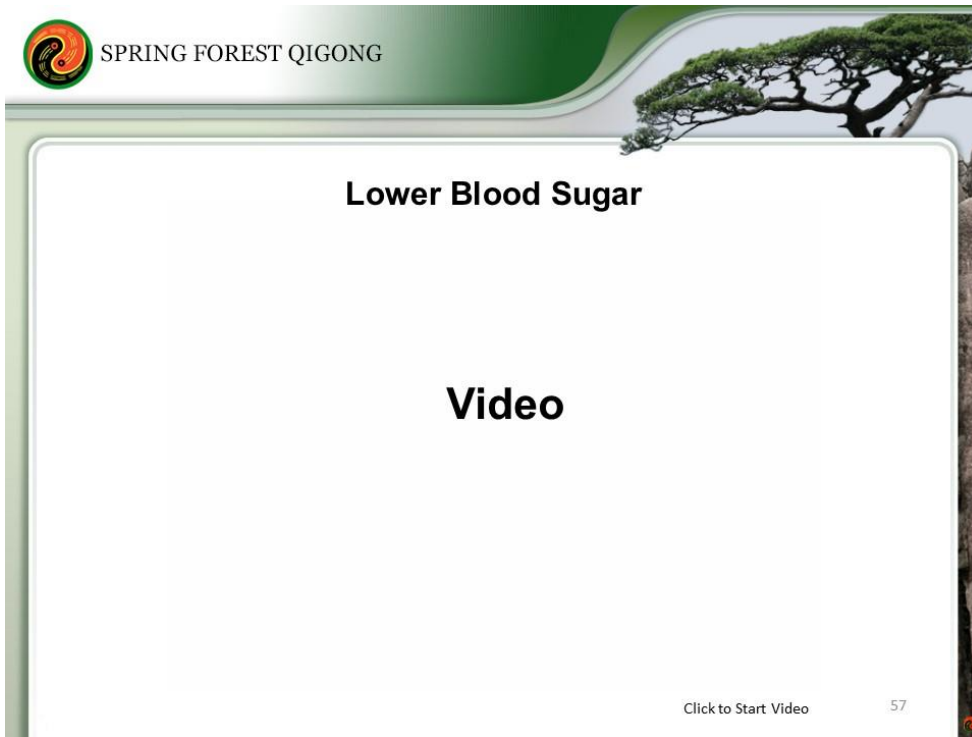 SPRING FOREST QIGONG
Lower Blood Sugar
Video
Click to Start Video
57